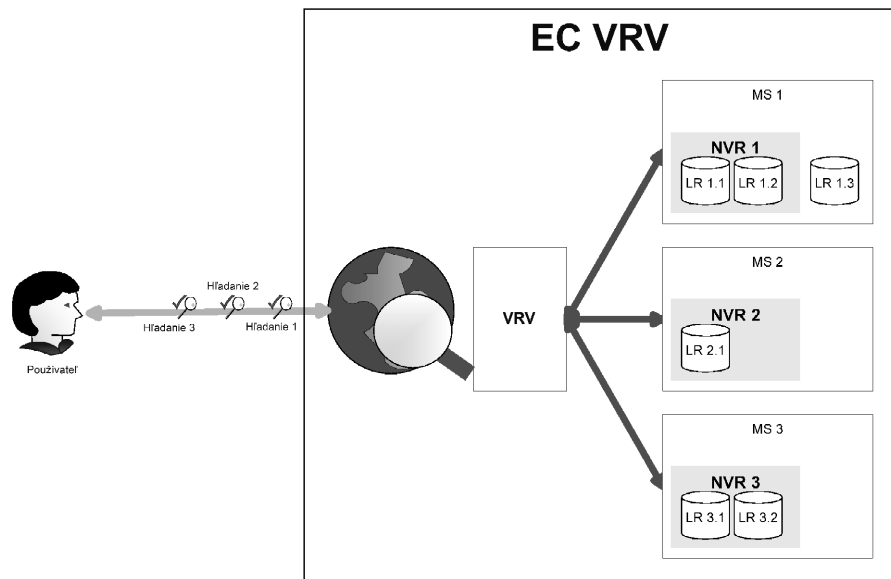 EC VRV
MS 1
NVR 1
LR 1.1
LR 1.2
LR 1.3
MS 2
NVR 2
LR 2.1
VRV
MS 3
NVR 3
LR 3.1
LR 3.2
Hľadanie 2
Hľadanie 3
Hľadanie 1
Používateľ